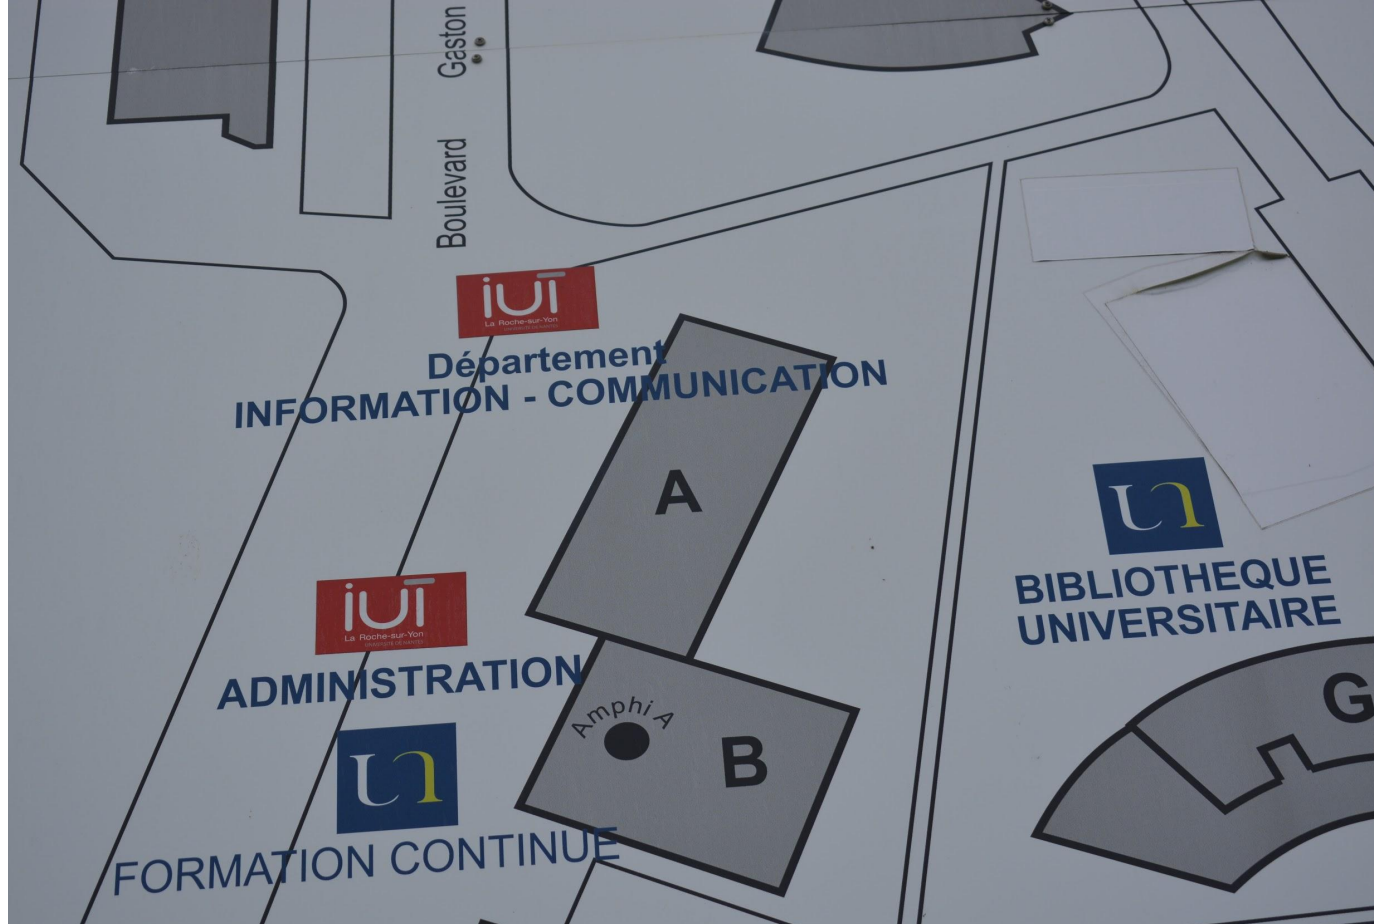 Boulevard Gaston
iUT
La Roche-sur-Yon
Département
INFORMATION - COMMUNICATION
A
iUT
La Roche-sur-Yon
ADMINISTRATION
Amphi A
B
FORMATION CONTINUE
BIBLIOTHEQUE
UNIVERSITAIRE
G